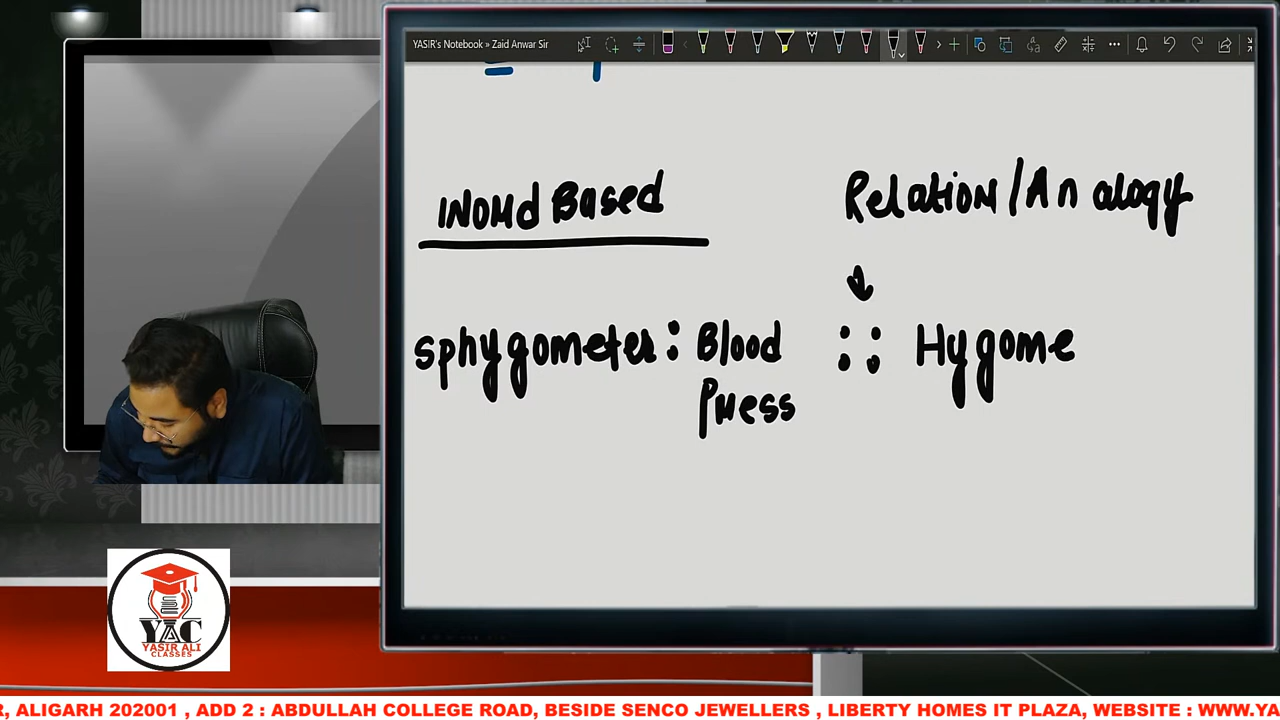 YASIR's Notebook » Zaid Anwar Sir
Word Based
Relation/Analogy
Sphygometer : Blood Press :: Hygome
YAC
YASIR ALI
CLASSES
R, ALIGARH 202001 , ADD 2 : ABDULLAH COLLEGE ROAD, BESIDE SENCO JEWELLERS , LIBERTY HOMES IT PLAZA, WEBSITE : WWW.YA